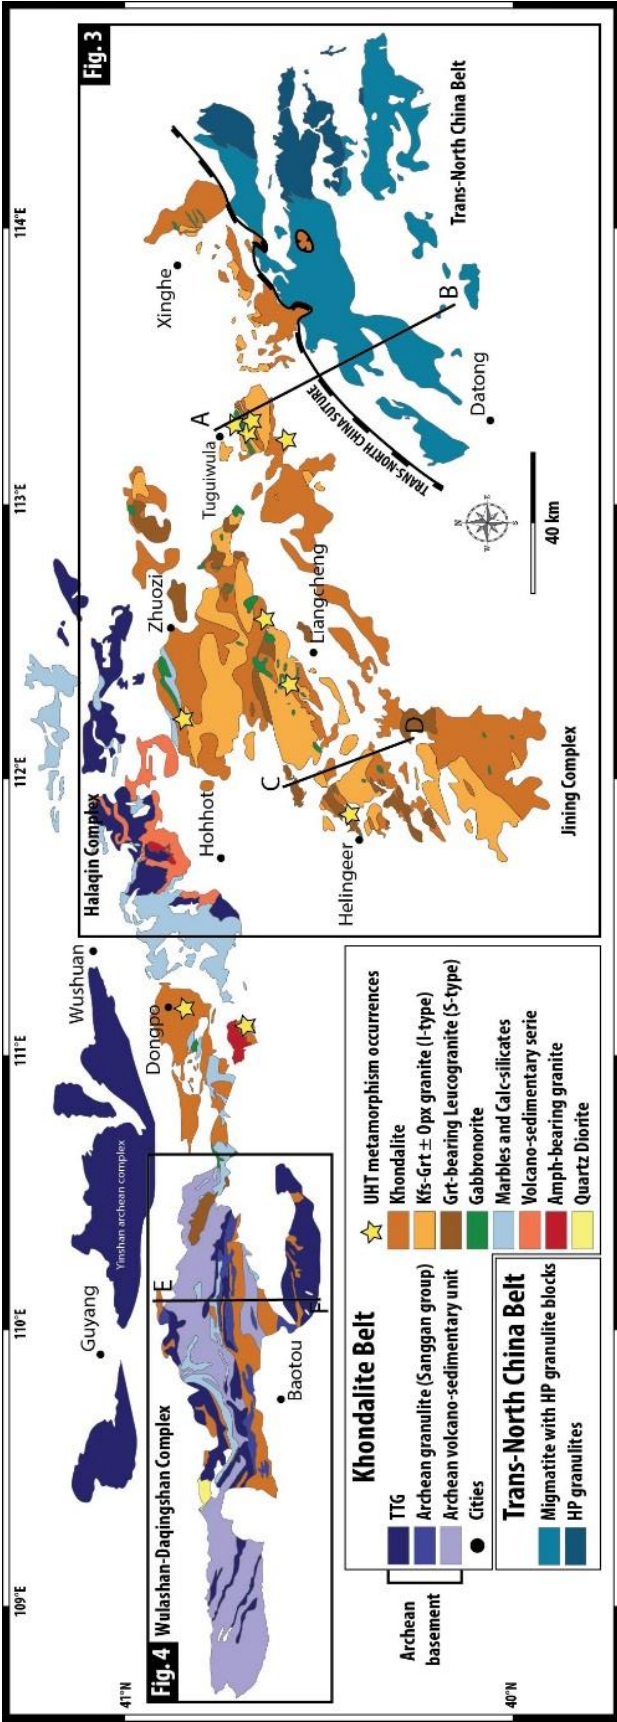 109°E
110°E
111°E
112°E
113°E
114°E
41°N
40°N
Fig. 4
Wulashan-Daqingshan Complex
Guyang
Yinshan archean complex
Wushuan
E
F
Baotou
Dongpo
Fig. 3
Halaqin Complex
Hohhot
Zhuozi
Tuguiwula
Xinghe
Helingeer
Liangcheng
Datong
A
B
C
D
TRANS-NORTH CHINA SUTURE
Trans-North China Belt
Jining Complex
N
E
S
W
40 km
Khondalite Belt
Archean
basement
TTG
Archean granulite (Sanggan group)
Archean volcano-sedimentary unit
Cities
UHT metamorphism occurrences
Khondalite
Kfs-Grt ± Opx granite (I-type)
Grt-bearing Leucogranite (S-type)
Gabbronorite
Marbles and Calc-silicates
Volcano-sedimentary serie
Amph-bearing granite
Quartz Diorite
Trans-North China Belt
Migmatite with HP granulite blocks
HP granulites